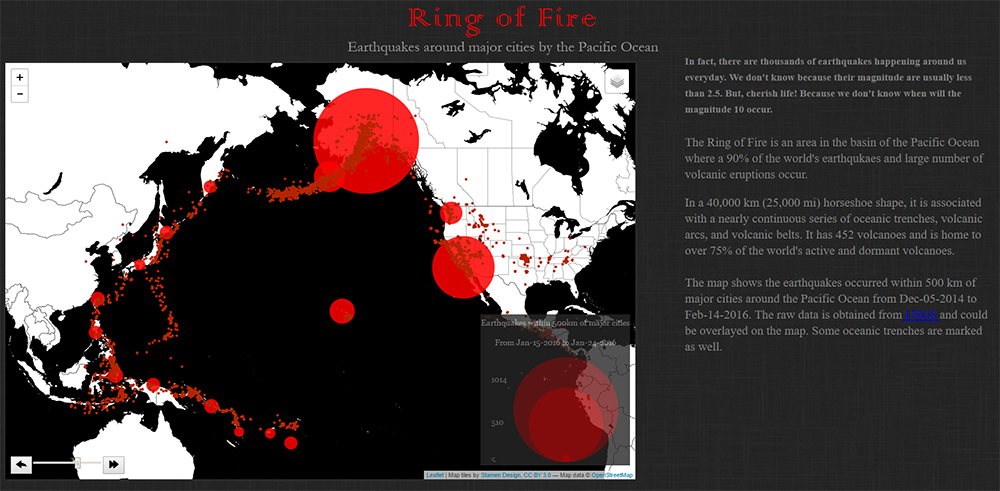 Ring of Fire
Earthquakes around major cities by the Pacific Ocean
+
-
In fact, there are thousands of earthquakes happening around us
everyday. We don't know because their magnitude are usually less
than 2.5. But, cherish life! Because we don't know when will the
magnitude 10 occur.
The Ring of Fire is an area in the basin of the Pacific Ocean
where a 90% of the world's earthqukaes and large number of
volcanic eruptions occur.
In a 40,000 km (25,000 mi) horseshoe shape, it is associated
with a nearly continuous series of oceanic trenches, volcanic
arcs, and volcanic belts. It has 452 volcanoes and is home to
over 75% of the world's active and dormant volcanoes.
The map shows the earthquakes occurred within 500 km of
major cities around the Pacific Ocean from Dec-05-2014 to
Feb-14-2016. The raw data is obtained from USGS and could
be overlayed on the map. Some oceanic trenches are marked
as well.
Earthquakes within 500km of major cities
From Jan-15-2016 to Jan-24-2016
1014
510
5
Leaflet | Map tiles by Stamen Design, CC BY 3.0 — Map data © OpenStreetMap